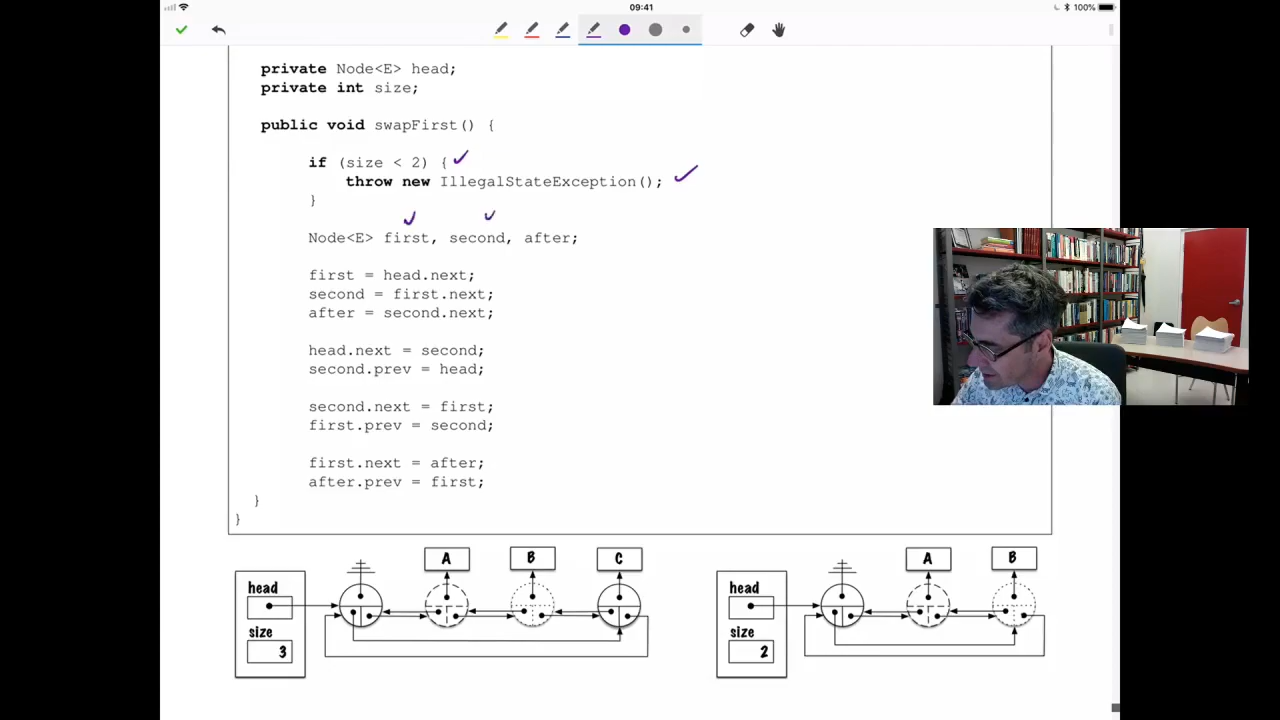 09:41
100%
private Node<E> head;
private int size;
public void swapFirst() {
if (size < 2) {
throw new IllegalStateException();
}
Node<E> first, second, after;
first = head.next;
second = first.next;
after = second.next;
head.next = second;
second.prev = head;
second.next = first;
first.prev = second;
first.next = after;
after.prev = first;
}
}
A B C
head
size
3
A B
head
size
2